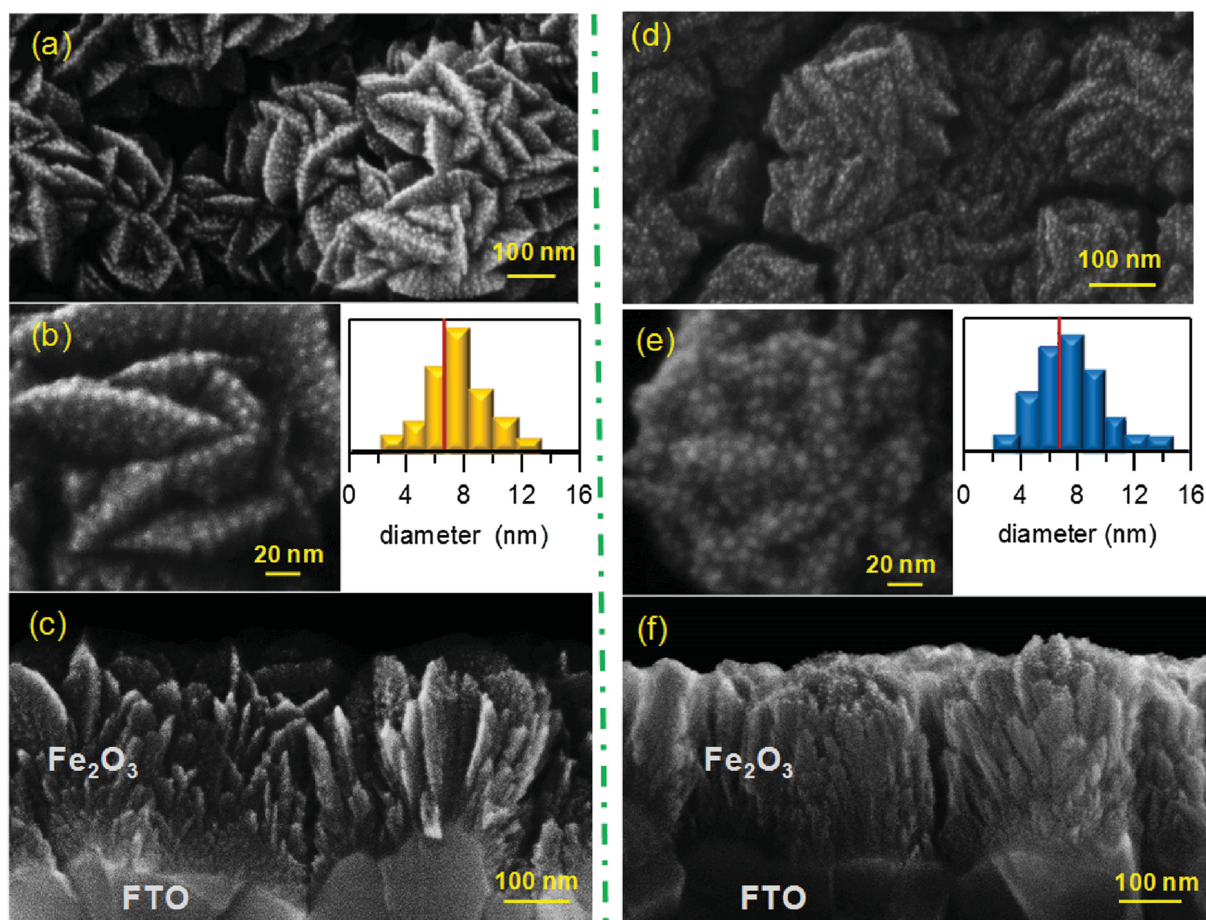 (a)
100 nm
(d)
100 nm
(b)
20 nm
0 4 8 12 16
diameter (nm)
(e)
20 nm
0 4 8 12 16
diameter (nm)
(c)
Fe₂O₃
FTO
100 nm
(f)
Fe₂O₃
FTO
100 nm